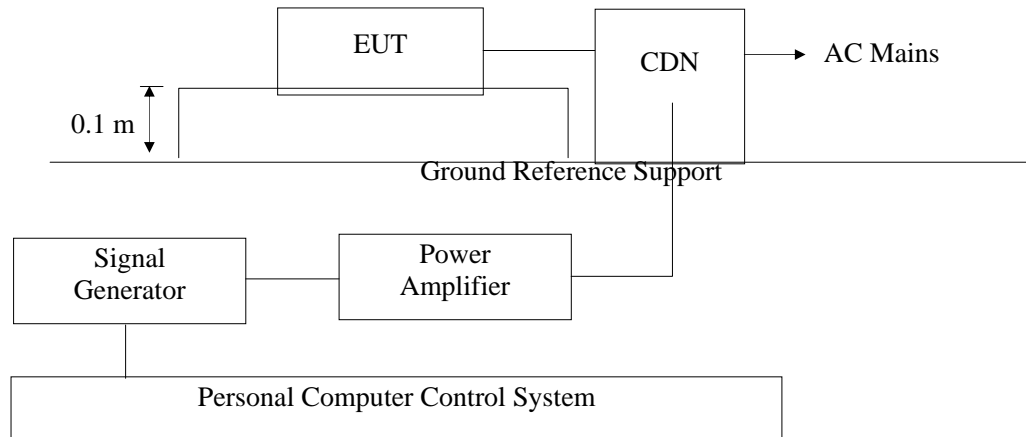 EUT
CDN
AC Mains
0.1 m
Ground Reference Support
Signal
Generator
Power
Amplifier
Personal Computer Control System